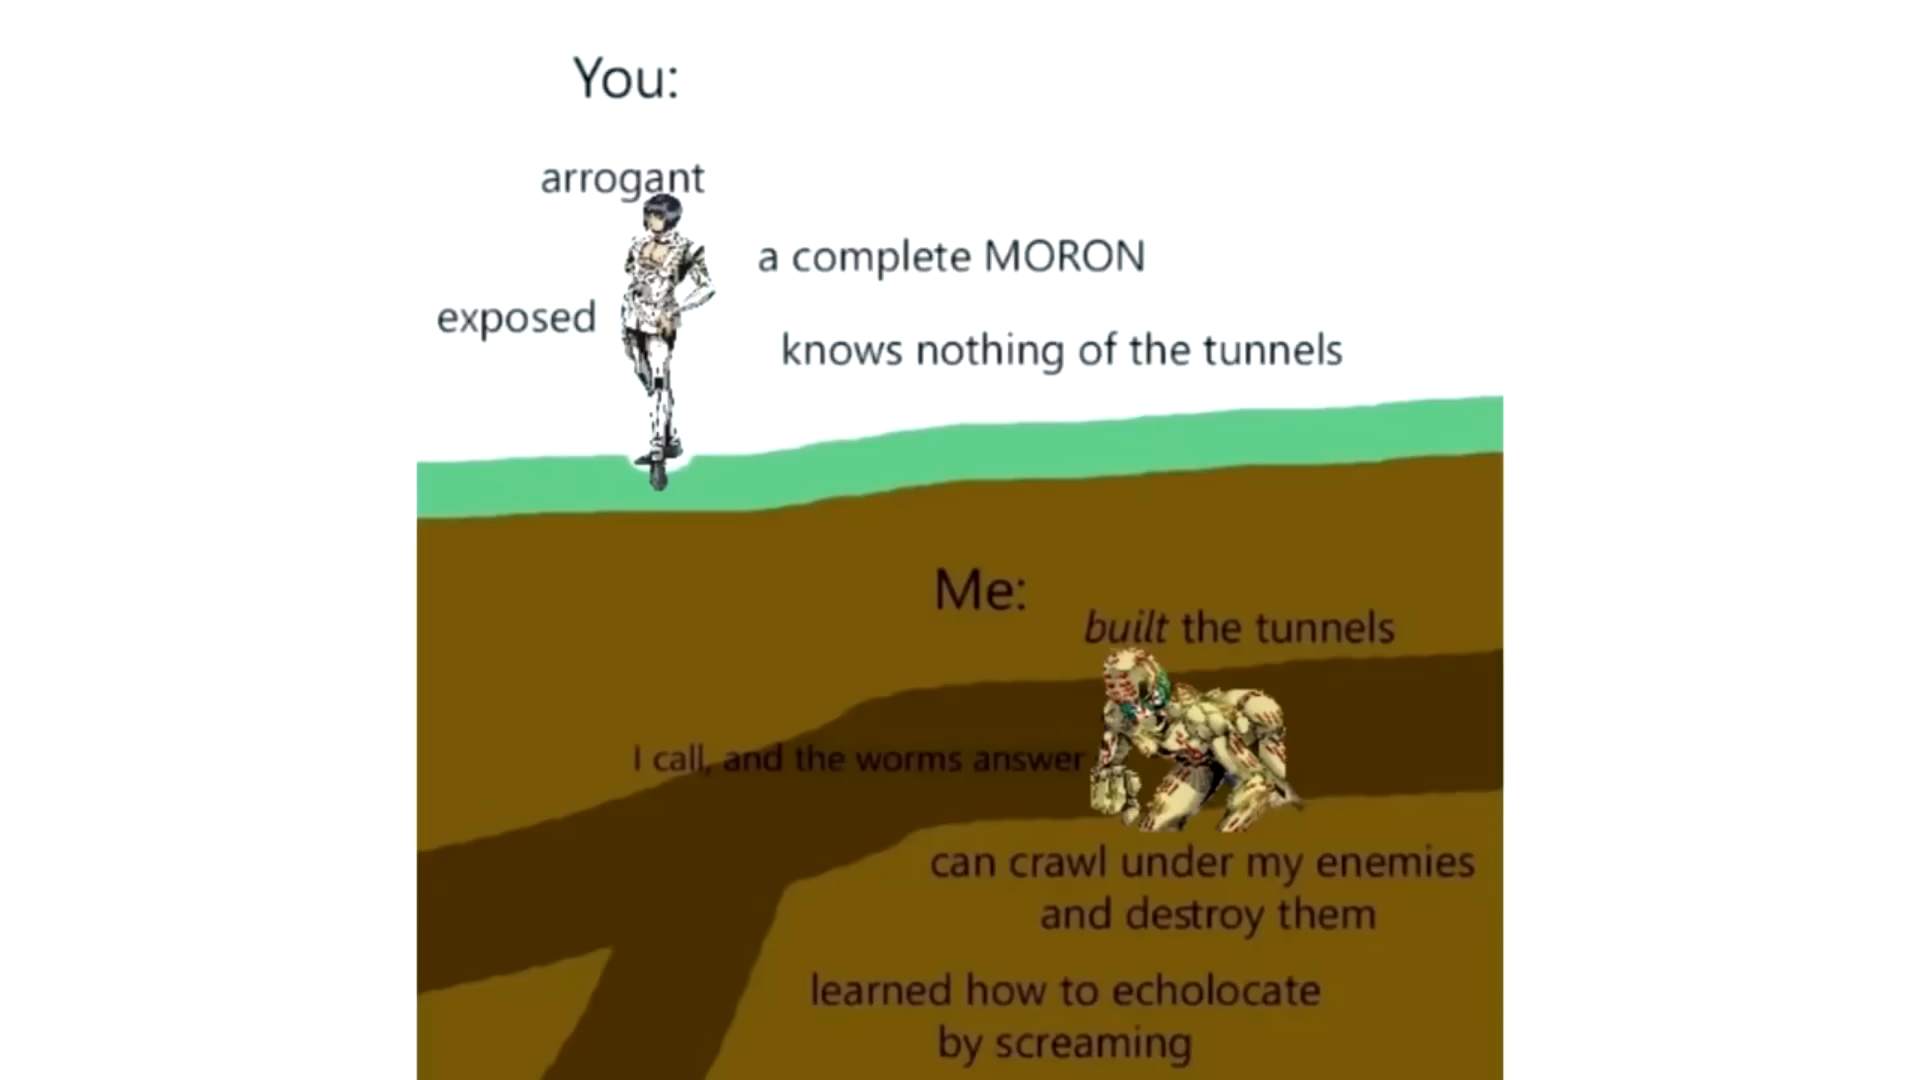 You:
arrogant
a complete MORON
exposed
knows nothing of the tunnels
Me:
built the tunnels
I call, and the worms answer
can crawl under my enemies
and destroy them
learned how to echolocate
by screaming